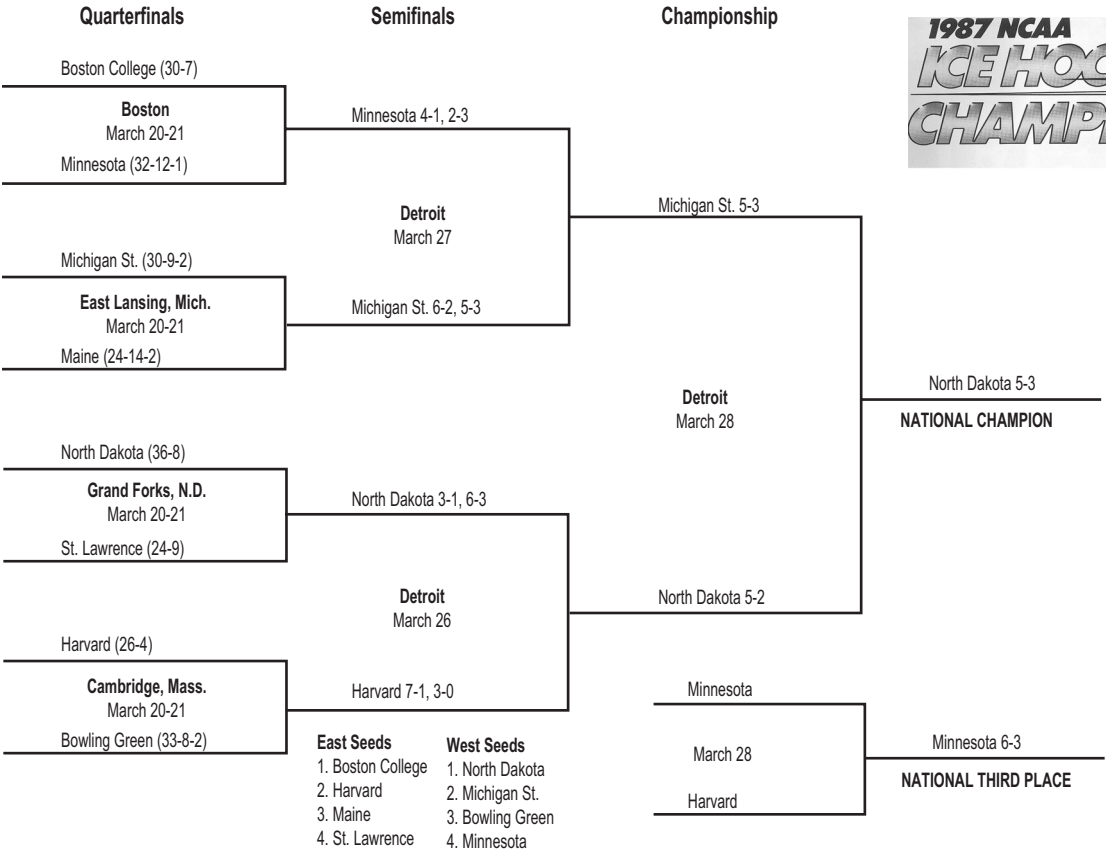 Quarterfinals
Semifinals
Championship
1987 NCAA
ICE HOC
CHAMP
Boston College (30-7)
Boston
March 20-21
Minnesota (32-12-1)
Minnesota 4-1, 2-3
Michigan St. (30-9-2)
East Lansing, Mich.
March 20-21
Maine (24-14-2)
Michigan St. 6-2, 5-3
Detroit
March 27
Michigan St. 5-3
North Dakota (36-8)
Grand Forks, N.D.
March 20-21
St. Lawrence (24-9)
North Dakota 3-1, 6-3
Harvard (26-4)
Cambridge, Mass.
March 20-21
Bowling Green (33-8-2)
Harvard 7-1, 3-0
Detroit
March 26
North Dakota 5-2
Detroit
March 28
North Dakota 5-3
NATIONAL CHAMPION
East Seeds
1. Boston College
2. Harvard
3. Maine
4. St. Lawrence
West Seeds
1. North Dakota
2. Michigan St.
3. Bowling Green
4. Minnesota
Minnesota
March 28
Harvard
Minnesota 6-3
NATIONAL THIRD PLACE